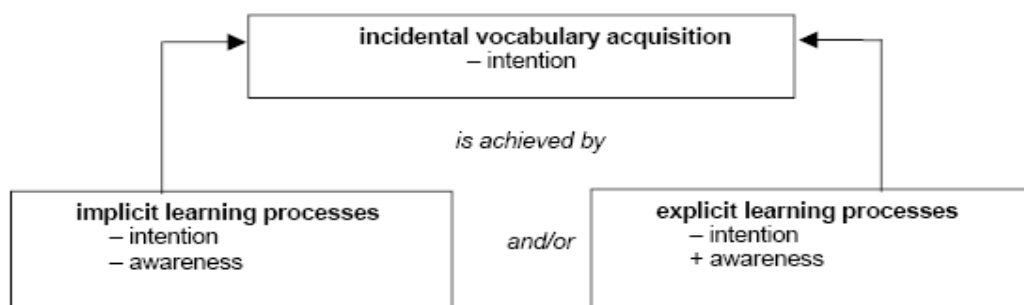 incidental vocabulary acquisition
– intention
is achieved by
implicit learning processes
– intention
– awareness
and/or
explicit learning processes
– intention
+ awareness